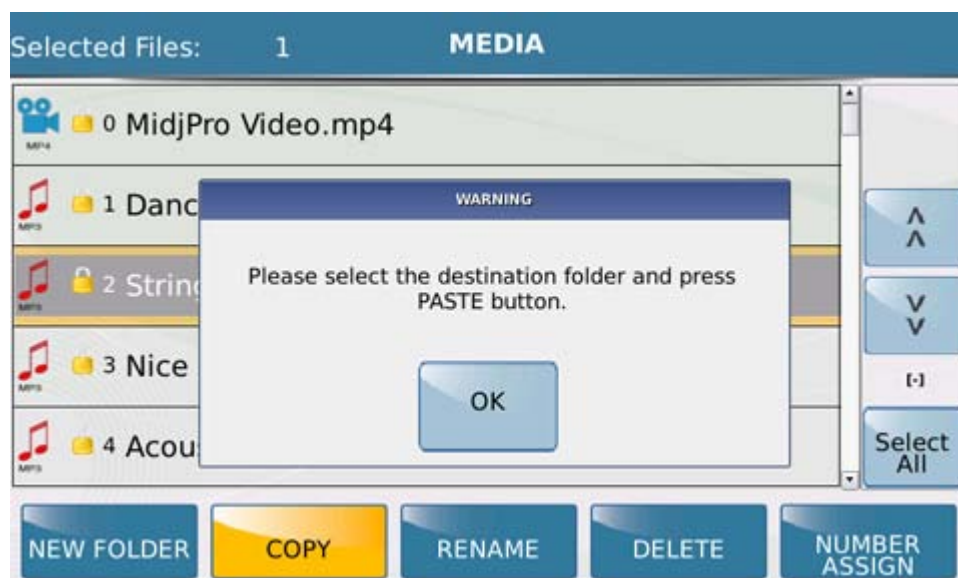 Selected Files: 1 MEDIA
MP4 0 MidjPro Video.mp4
MP3 1 Danc
WARNING
Please select the destination folder and press
PASTE button.
OK
MP3 2 String
MP3 3 Nice
MP3 4 Acou
[-]
Select
All
NEW FOLDER COPY RENAME DELETE NUMBER
ASSIGN